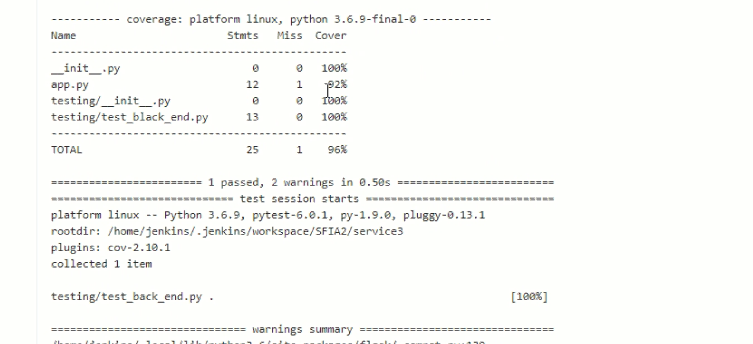 ----------- coverage: platform linux, python 3.6.9-final-0 -----------
Name                        Stmts   Miss  Cover
-----------------------------------------------
__init__.py                     0      0   100%
app.py                         12      1    92%
testing/__init__.py             0      0   100%
testing/test_black_end.py      13      0   100%
-----------------------------------------------
TOTAL                          25      1    96%
======================== 1 passed, 2 warnings in 0.50s =========================
============================= test session starts ==============================
platform linux -- Python 3.6.9, pytest-6.0.1, py-1.9.0, pluggy-0.13.1
rootdir: /home/jenkins/.jenkins/workspace/SFIA2/service3
plugins: cov-2.10.1
collected 1 item
testing/test_back_end.py .                                               [100%]
=============================== warnings summary ===============================